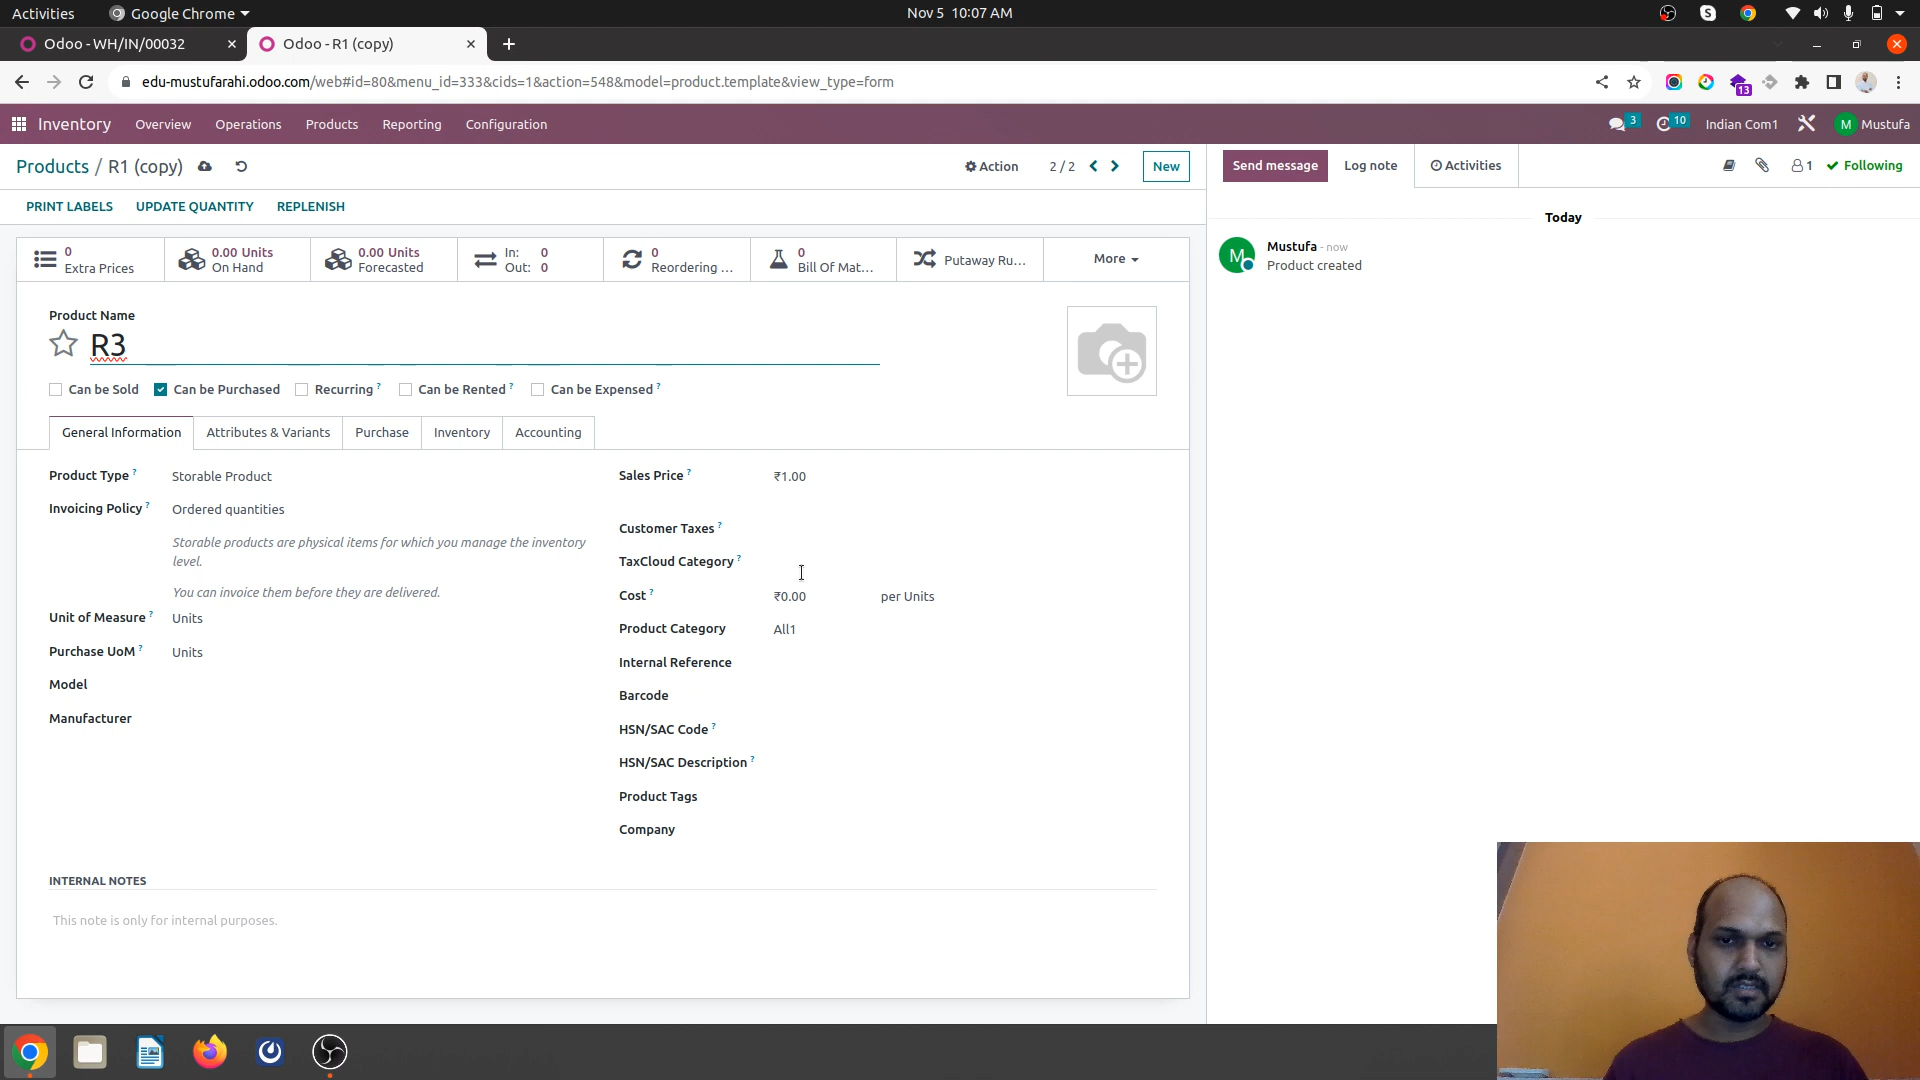 Activities
Google Chrome
Nov 5 10:07 AM
Odoo - WH/IN/00032
Odoo - R1 (copy)
edu-mustufarahi.odoo.com/web#id=80&menu_id=333&cids=1&action=548&model=product.template&view_type=form
13
Inventory
Overview
Operations
Products
Reporting
Configuration
3
10
Indian Com1
M
Mustufa
Products / R1 (copy)
Action
2 / 2
New
Send message
Log note
Activities
1
Following
PRINT LABELS
UPDATE QUANTITY
REPLENISH
0
Extra Prices
0.00 Units
On Hand
0.00 Units
Forecasted
In: 0
Out: 0
0
Reordering ...
0
Bill Of Mat...
Putaway Ru...
More
Today
M
Mustufa - now
Product created
Product Name
R3
Can be Sold
Can be Purchased
Recurring ?
Can be Rented ?
Can be Expensed ?
General Information
Attributes & Variants
Purchase
Inventory
Accounting
Product Type ? Storable Product
Invoicing Policy ? Ordered quantities
Storable products are physical items for which you manage the inventory
level.
You can invoice them before they are delivered.
Unit of Measure ? Units
Purchase UoM ? Units
Model
Manufacturer
Sales Price ? ₹1.00
Customer Taxes ?
TaxCloud Category ?
Cost ? ₹0.00 per Units
Product Category All1
Internal Reference
Barcode
HSN/SAC Code ?
HSN/SAC Description ?
Product Tags
Company
INTERNAL NOTES
This note is only for internal purposes.